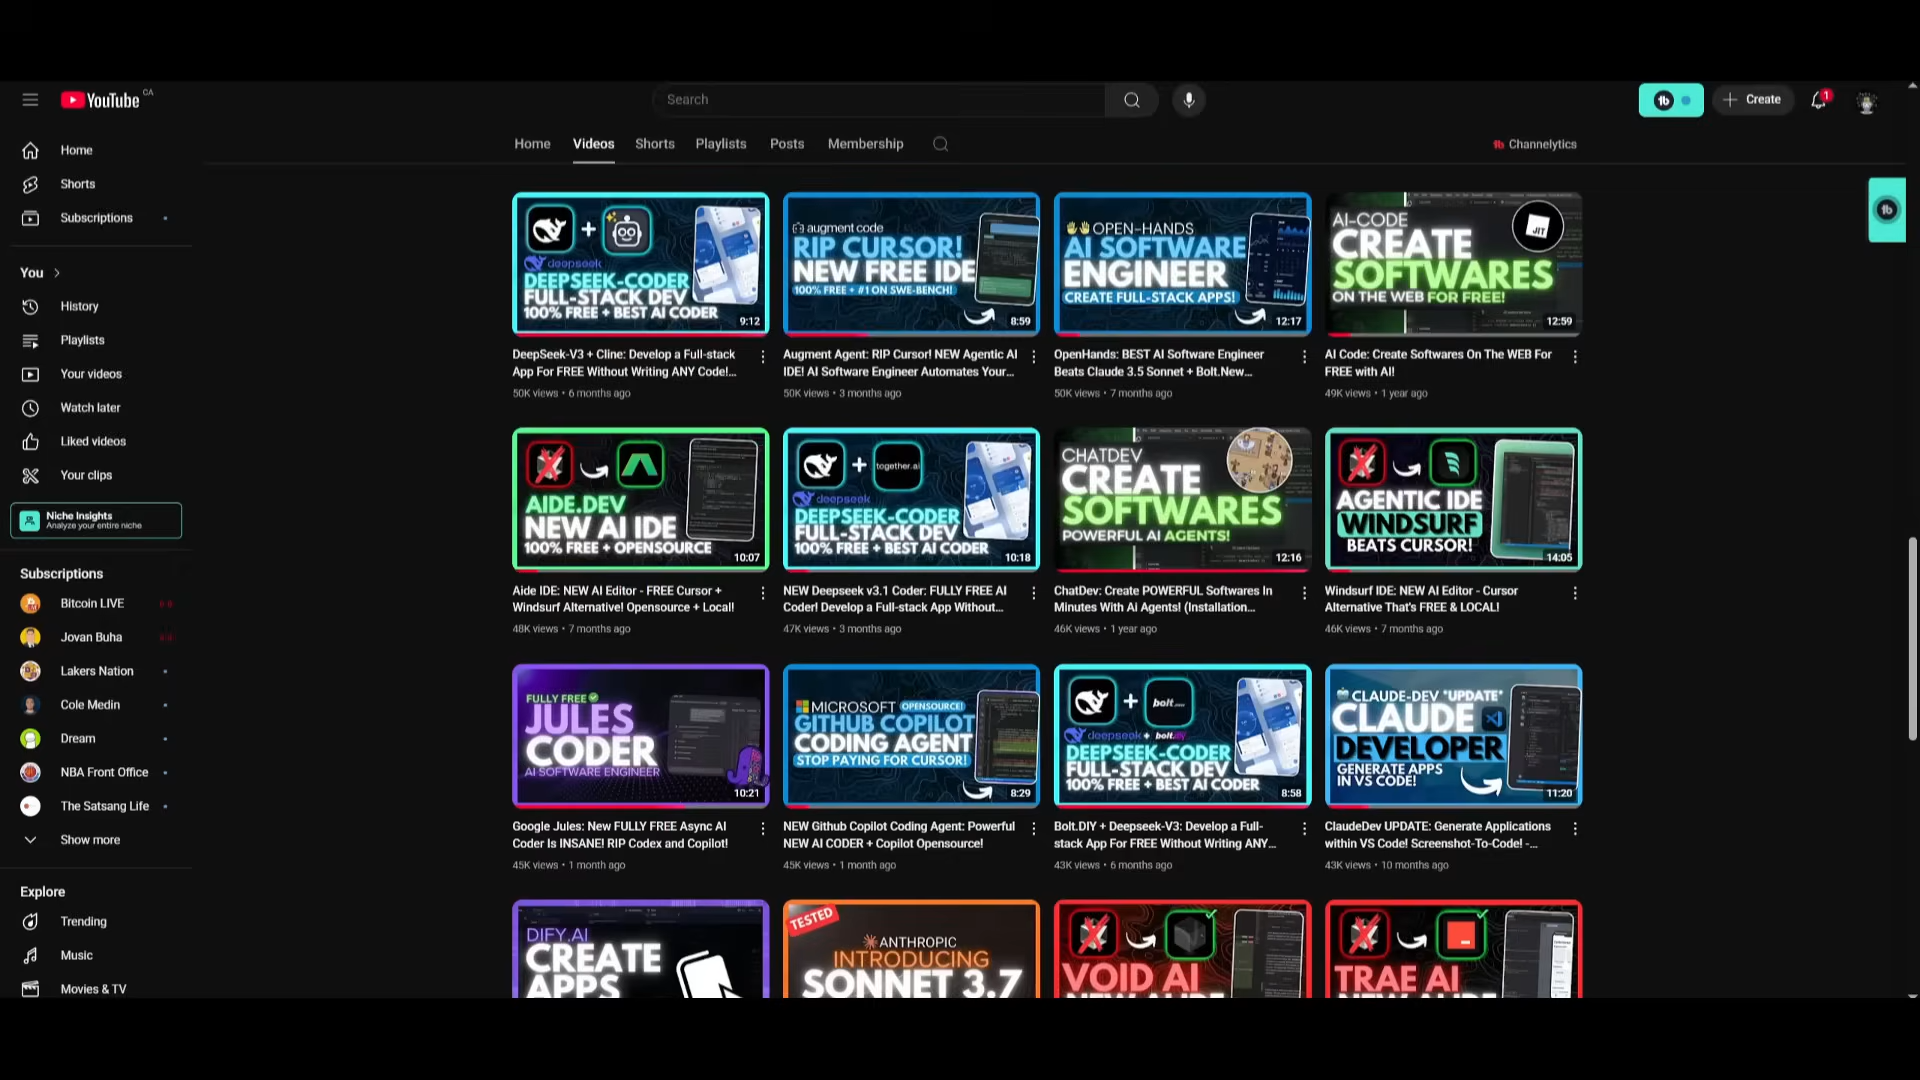 YouTube CA
Search
Create
1
Home
Videos
Shorts
Playlists
Posts
Membership
Channelytics
Home
Shorts
Subscriptions
You
History
Playlists
Your videos
Watch later
Liked videos
Your clips
Niche Insights
Analyze your entire niche
Subscriptions
Bitcoin LIVE
Jovan Buha
Lakers Nation
Cole Medin
Dream
NBA Front Office
The Satsang Life
Show more
Explore
Trending
Music
Movies & TV
deepseek
DEEPSEEK-CODER
FULL-STACK DEV
100% FREE + BEST AI CODER
9:12
DeepSeek-V3 + Cline: Develop a Full-stack
App For FREE Without Writing ANY Code!...
50K views • 6 months ago
augment code
RIP CURSOR!
NEW FREE IDE
100% FREE + #1 ON SWE-BENCH!
8:59
Augment Agent: RIP Cursor! NEW Agentic AI
IDE! AI Software Engineer Automates Your...
50K views • 3 months ago
OPEN-HANDS
AI SOFTWARE
ENGINEER
CREATE FULL-STACK APPS!
12:17
OpenHands: BEST AI Software Engineer
Beats Claude 3.5 Sonnet + Bolt.New...
50K views • 7 months ago
AI-CODE
CREATE
SOFTWARES
ON THE WEB FOR FREE!
JIT
12:59
AI Code: Create Softwares On The WEB For
FREE with AI!
49K views • 1 year ago
AIDE.DEV
NEW AI IDE
100% FREE + OPENSOURCE
10:07
Aide IDE: NEW AI Editor - FREE Cursor +
Windsurf Alternative! Opensource + Local!
48K views • 7 months ago
together.ai
deepseek
DEEPSEEK-CODER
FULL-STACK DEV
100% FREE + BEST AI CODER
10:18
NEW Deepseek v3.1 Coder: FULLY FREE AI
Coder! Develop a Full-stack App Without...
47K views • 3 months ago
CHATDEV
CREATE
SOFTWARES
POWERFUL AI AGENTS!
12:16
ChatDev: Create POWERFUL Softwares In
Minutes With Ai Agents! (Installation...
46K views • 1 year ago
AGENTIC IDE
WINDSURF
BEATS CURSOR!
14:05
Windsurf IDE: NEW AI Editor - Cursor
Alternative That's FREE & LOCAL!
46K views • 7 months ago
FULLY FREE
JULES
CODER
AI SOFTWARE ENGINEER
10:21
Google Jules: New FULLY FREE Async AI
Coder Is INSANE! RIP Codex and Copilot!
45K views • 1 month ago
MICROSOFT OPENSOURCE!
GITHUB COPILOT
CODING AGENT
STOP PAYING FOR CURSOR!
8:29
NEW Github Copilot Coding Agent: Powerful
NEW AI CODER + Copilot Opensource!
45K views • 1 month ago
bolt
deepseek + bolt.diy
DEEPSEEK-CODER
FULL-STACK DEV
100% FREE + BEST AI CODER
8:58
Bolt.DIY + Deepseek-V3: Develop a Full-
stack App For FREE Without Writing ANY...
43K views • 6 months ago
CLAUDE-DEV *UPDATE*
CLAUDE
DEVELOPER
GENERATE APPS
IN VS CODE!
11:20
ClaudeDev UPDATE: Generate Applications
within VS Code! Screenshot-To-Code! -...
43K views • 10 months ago
DIFY.AI
CREATE
APPS
TESTED
ANTHROPIC
INTRODUCING
SONNET 3.7
VOID AI
NEW AI IDE
TRAE AI
NEW AI IDE